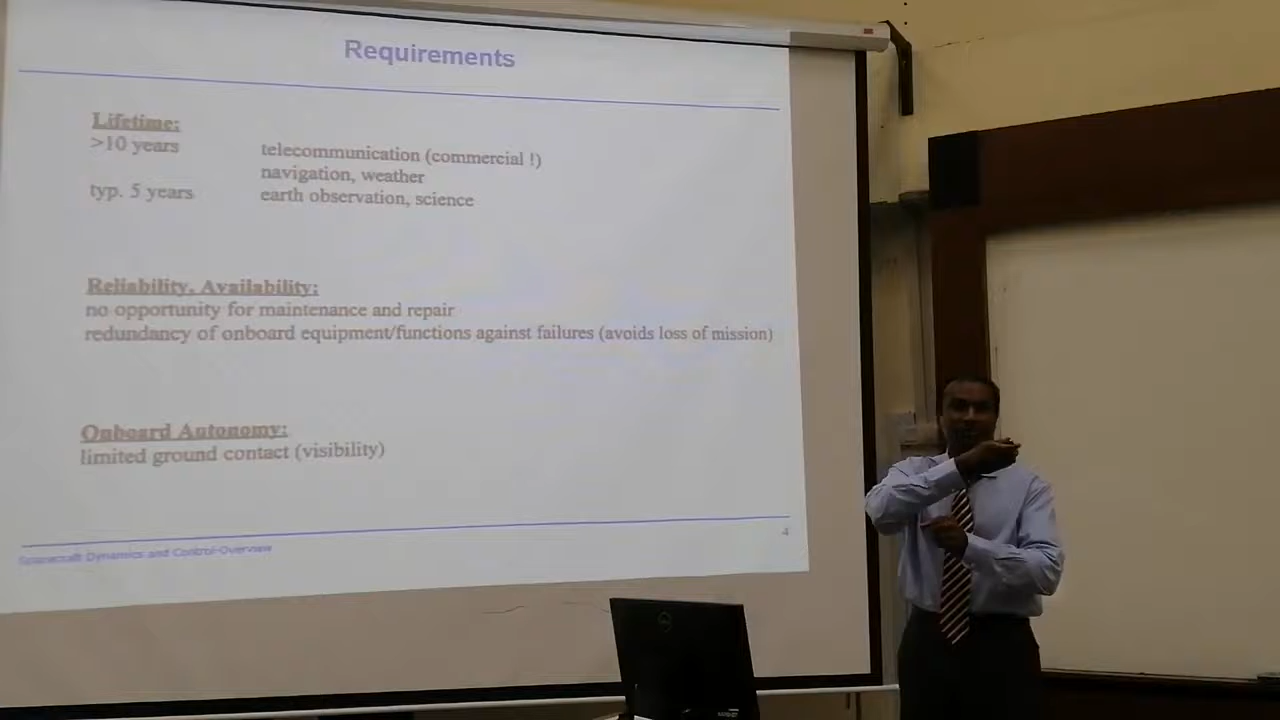 Requirements
Lifetime:
>10 years telecommunication (commercial !)
navigation, weather
typ. 5 years earth observation, science
Reliability, Availability:
no opportunity for maintenance and repair
redundancy of onboard equipment/functions against failures (avoids loss of mission)
Onboard Autonomy:
limited ground contact (visibility)
Spacecraft Dynamics and Control-Overview
4